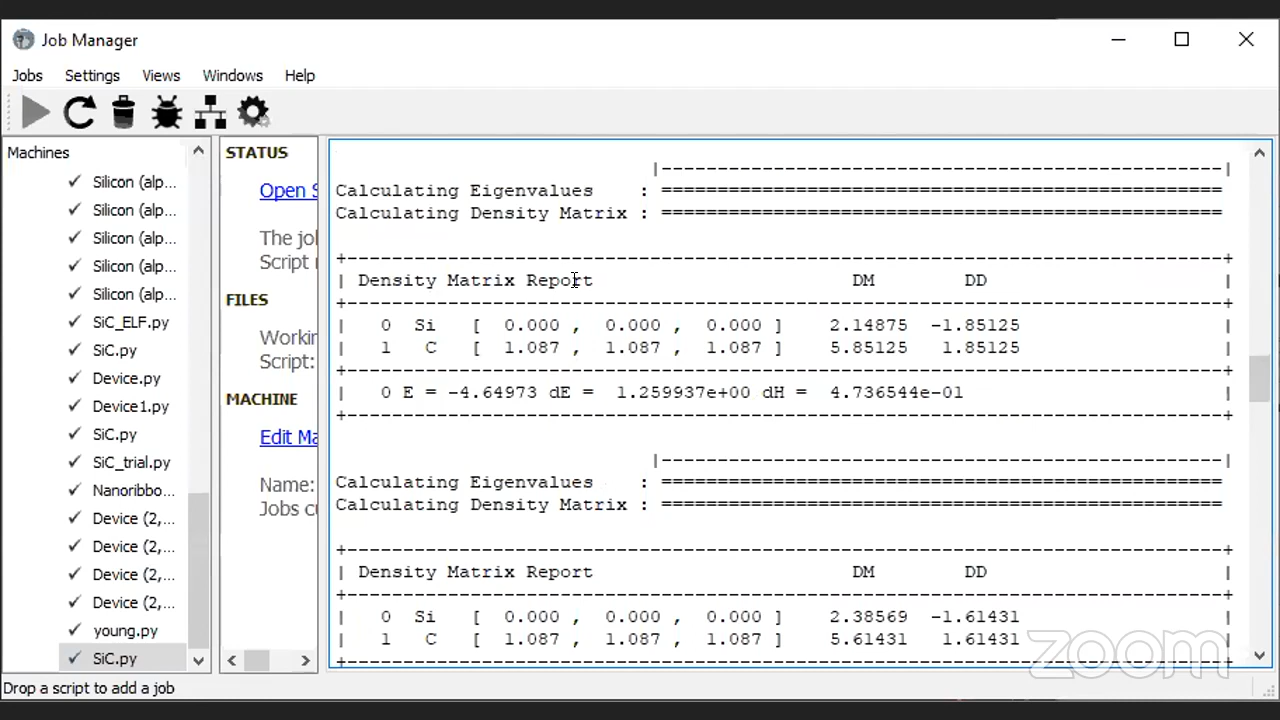 Job Manager
Jobs Settings Views Windows Help
Machines
Silicon (alp...
Silicon (alp...
Silicon (alp...
Silicon (alp...
Silicon (alp...
SiC_ELF.py
SiC.py
Device.py
Device1.py
SiC.py
SiC_trial.py
Nanoribbo...
Device (2,...
Device (2,...
Device (2,...
Device (2,...
young.py
SiC.py
STATUS
Open S
The jol
Script
FILES
Workin
Script:
MACHINE
Edit Ma
Name:
Jobs cu
|--------------------------------------------------|
Calculating Eigenvalues : ==================================================
Calculating Density Matrix : ==================================================
+------------------------------------------------------------------------------+
| Density Matrix Report DM DD |
+------------------------------------------------------------------------------+
| 0 Si [ 0.000 , 0.000 , 0.000 ] 2.14875 -1.85125 |
| 1 C [ 1.087 , 1.087 , 1.087 ] 5.85125 1.85125 |
+------------------------------------------------------------------------------+
| 0 E = -4.64973 dE = 1.259937e+00 dH = 4.736544e-01 |
+------------------------------------------------------------------------------+
|--------------------------------------------------|
Calculating Eigenvalues : ==================================================
Calculating Density Matrix : ==================================================
+------------------------------------------------------------------------------+
| Density Matrix Report DM DD |
+------------------------------------------------------------------------------+
| 0 Si [ 0.000 , 0.000 , 0.000 ] 2.38569 -1.61431 |
| 1 C [ 1.087 , 1.087 , 1.087 ] 5.61431 1.61431 |
+------------------------------------------------------------------------------+
Drop a script to add a job
zoom